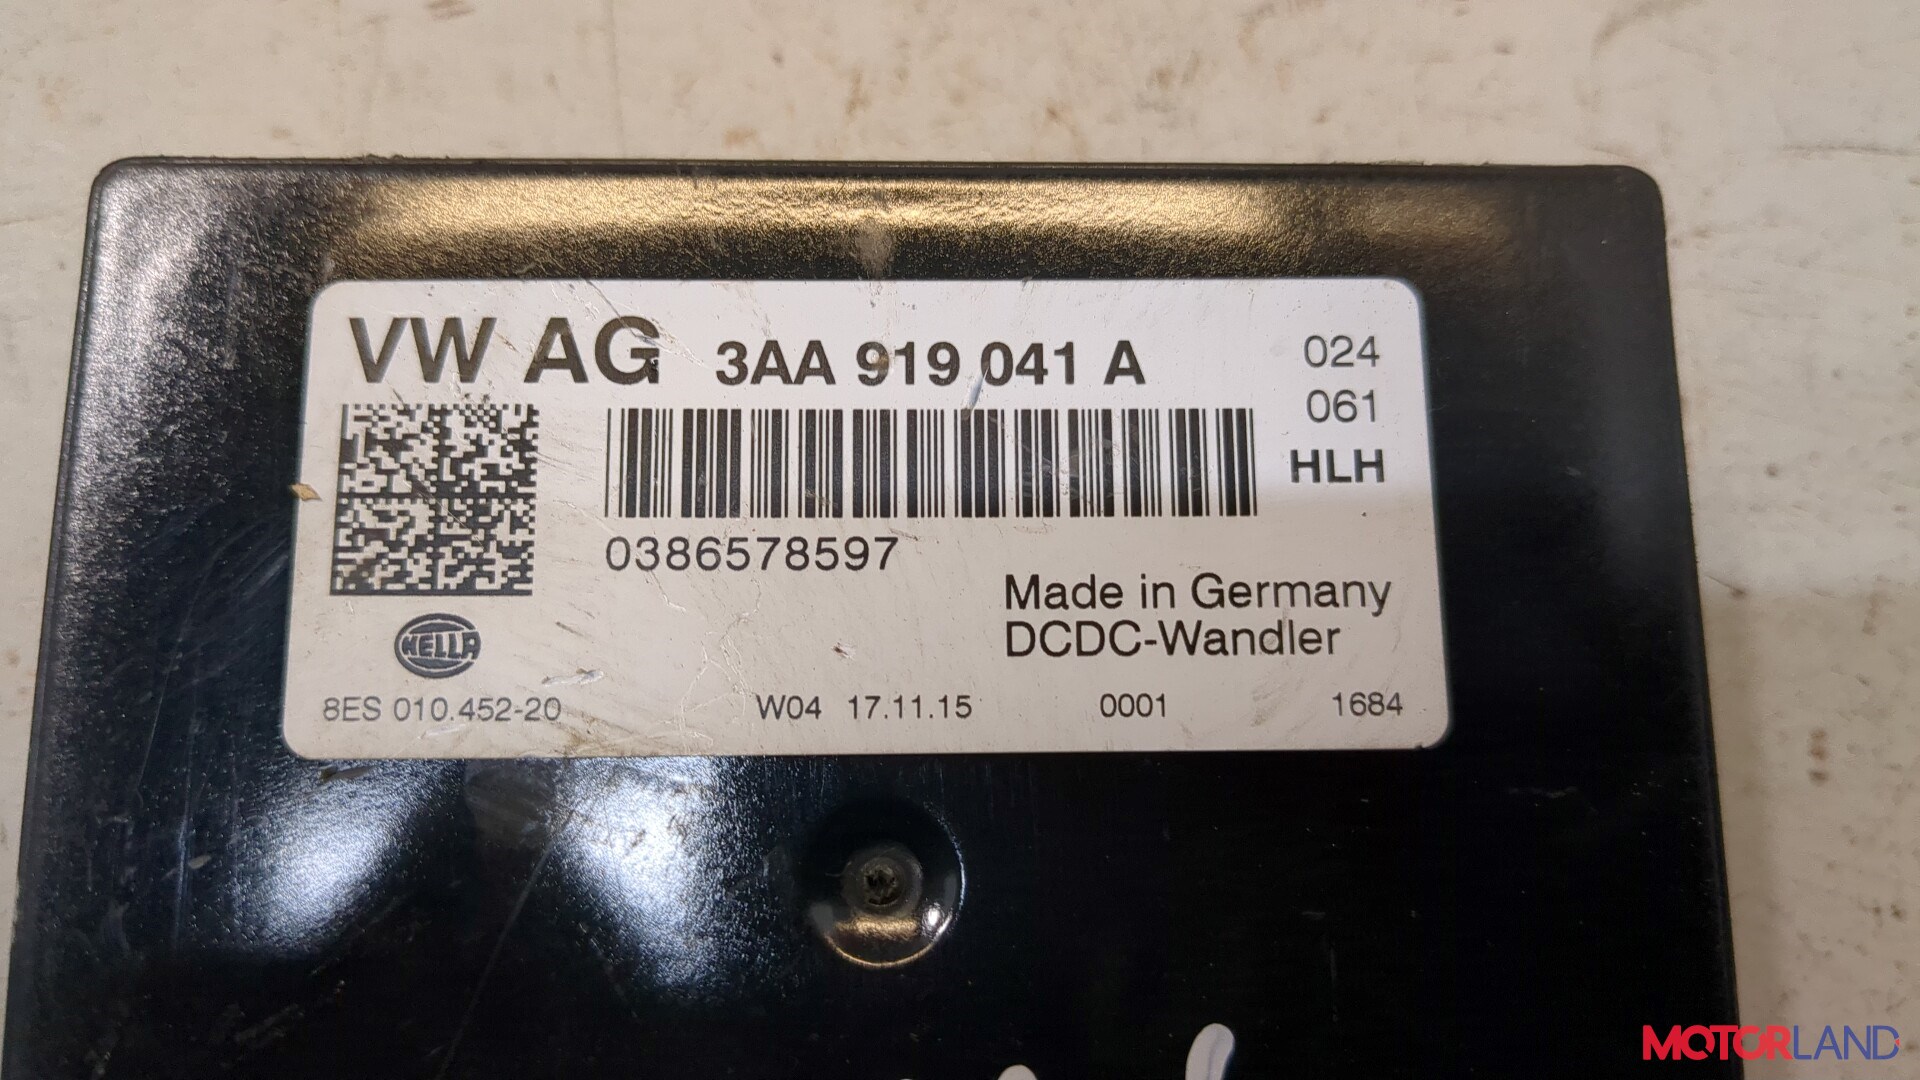 VW AG 3AA 919 041 A
024
061
HLH
0386578597
Made in Germany
DCDC-Wandler
HELLA
8ES 010.452-20 W04 17.11.15 0001 1684
MOTORLAND